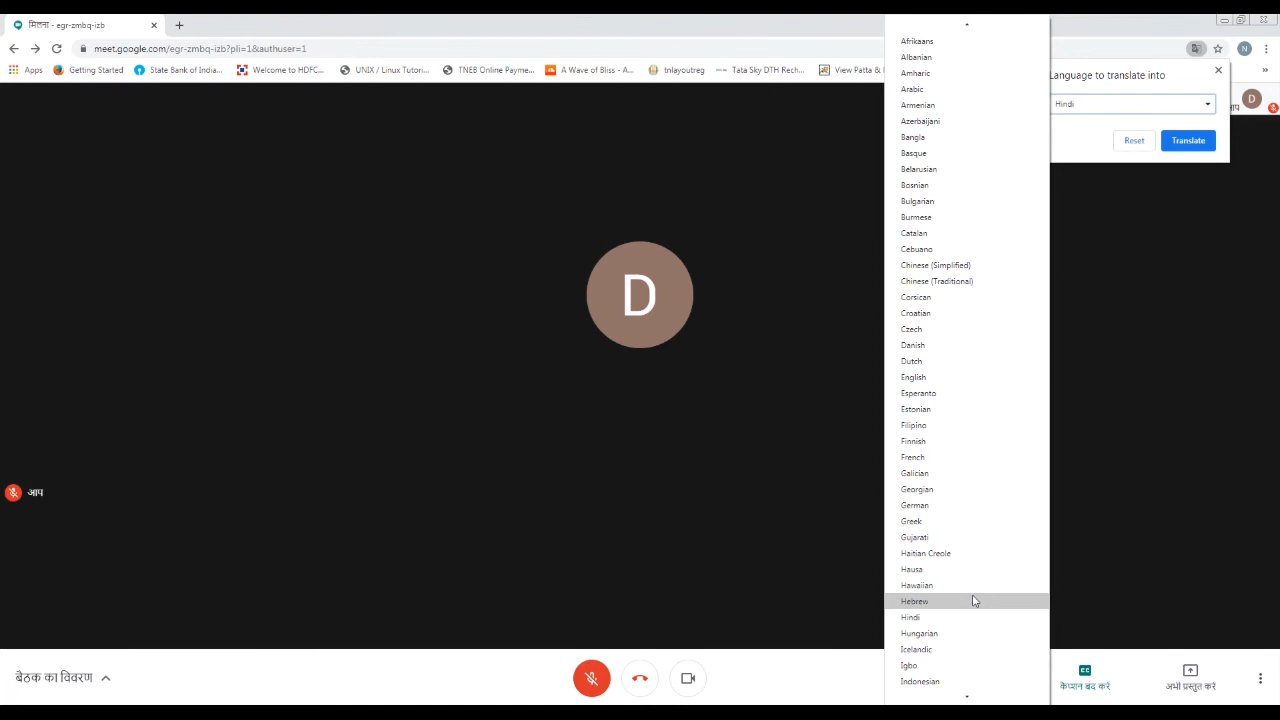 मिलना - egr-zmbq-izb
meet.google.com/egr-zmbq-izb?pli=1&authuser=1
N
Apps
Getting Started
State Bank of India...
Welcome to HDFC...
UNIX / Linux Tutori...
TNEB Online Payme...
A Wave of Bliss - A...
tnlayoutreg
Tata Sky DTH Rech...
View Patta &
Language to translate into
Hindi
Reset
Translate
आप
D
Afrikaans
Albanian
Amharic
Arabic
Armenian
Azerbaijani
Bangla
Basque
Belarusian
Bosnian
Bulgarian
Burmese
Catalan
Cebuano
Chinese (Simplified)
Chinese (Traditional)
Corsican
Croatian
Czech
Danish
Dutch
English
Esperanto
Estonian
Filipino
Finnish
French
Galician
Georgian
German
Greek
Gujarati
Haitian Creole
Hausa
Hawaiian
Hebrew
Hindi
Hungarian
Icelandic
Igbo
Indonesian
D
आप
बैठक का विवरण
CC
कैप्शन बंद करें
अभी प्रस्तुत करें